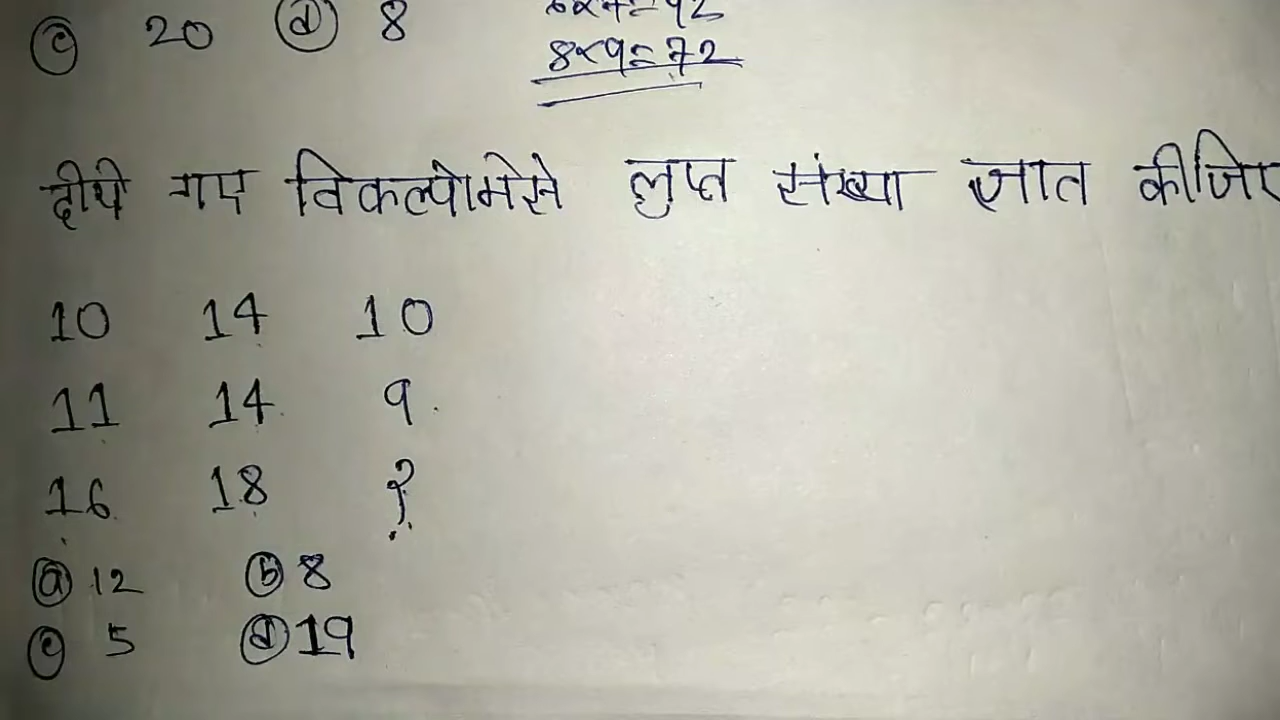 © 20 ⓓ 8
8×9=72
दीये गए विकल्पोमेसे लुप्त संख्या ज्ञात कीजिए
10 14 10
11 14 9
16 18 ?
ⓐ 12 ⓑ 8
© 5 ⓓ 19